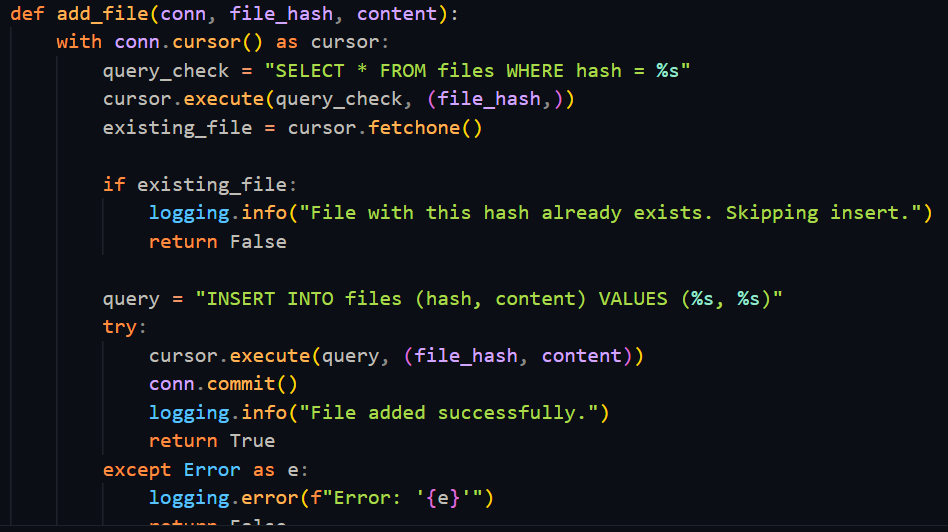 def add_file(conn, file_hash, content):
    with conn.cursor() as cursor:
        query_check = "SELECT * FROM files WHERE hash = %s"
        cursor.execute(query_check, (file_hash,))
        existing_file = cursor.fetchone()

        if existing_file:
            logging.info("File with this hash already exists. Skipping insert.")
            return False

        query = "INSERT INTO files (hash, content) VALUES (%s, %s)"
        try:
            cursor.execute(query, (file_hash, content))
            conn.commit()
            logging.info("File added successfully.")
            return True
        except Error as e:
            logging.error(f"Error: '{e}'")
            return False